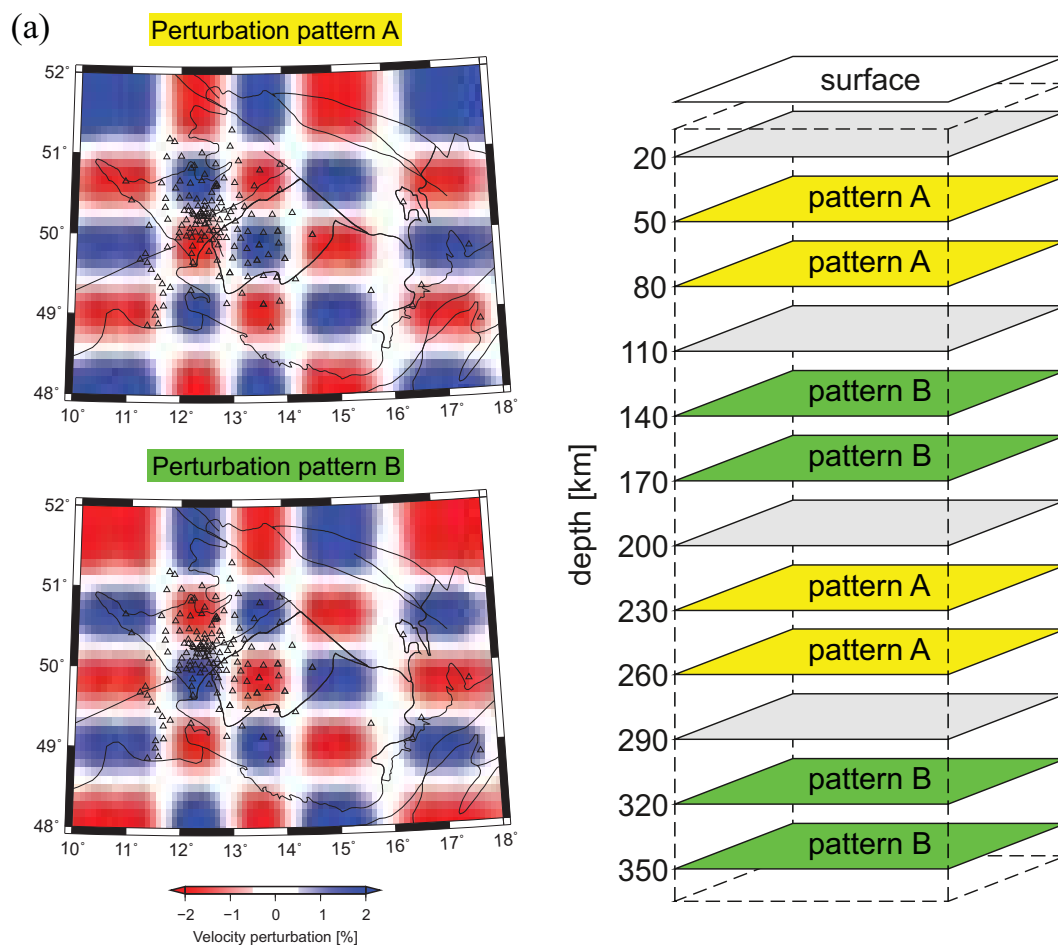 (a)
Perturbation pattern A
52˚
51˚
50˚
49˚
48˚
10˚ 11˚ 12˚ 13˚ 14˚ 15˚ 16˚ 17˚ 18˚
Perturbation pattern B
52˚
51˚
50˚
49˚
48˚
10˚ 11˚ 12˚ 13˚ 14˚ 15˚ 16˚ 17˚ 18˚
−2 −1 0 1 2
Velocity perturbation [%]
surface
depth [km]
20
pattern A
50
pattern A
80
110
pattern B
140
pattern B
170
200
pattern A
230
pattern A
260
290
pattern B
320
pattern B
350